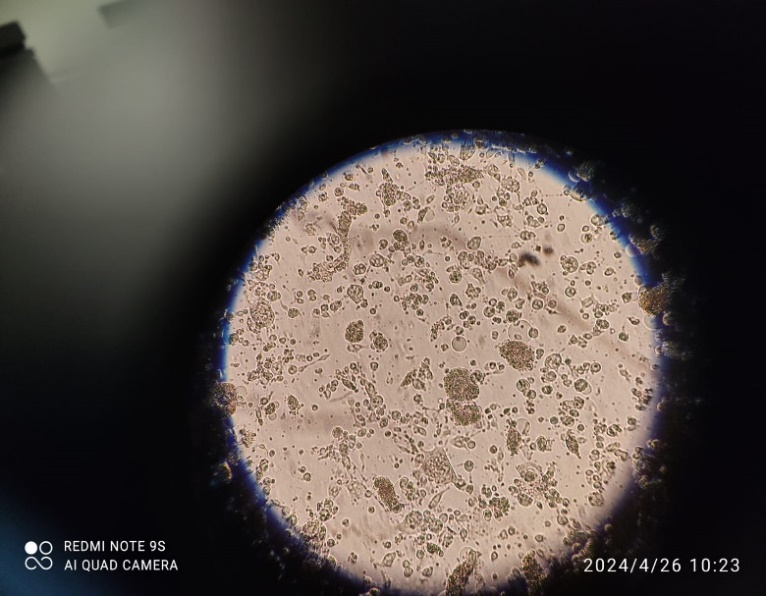 REDMI NOTE 9S
AI QUAD CAMERA
2024/4/26 10:23